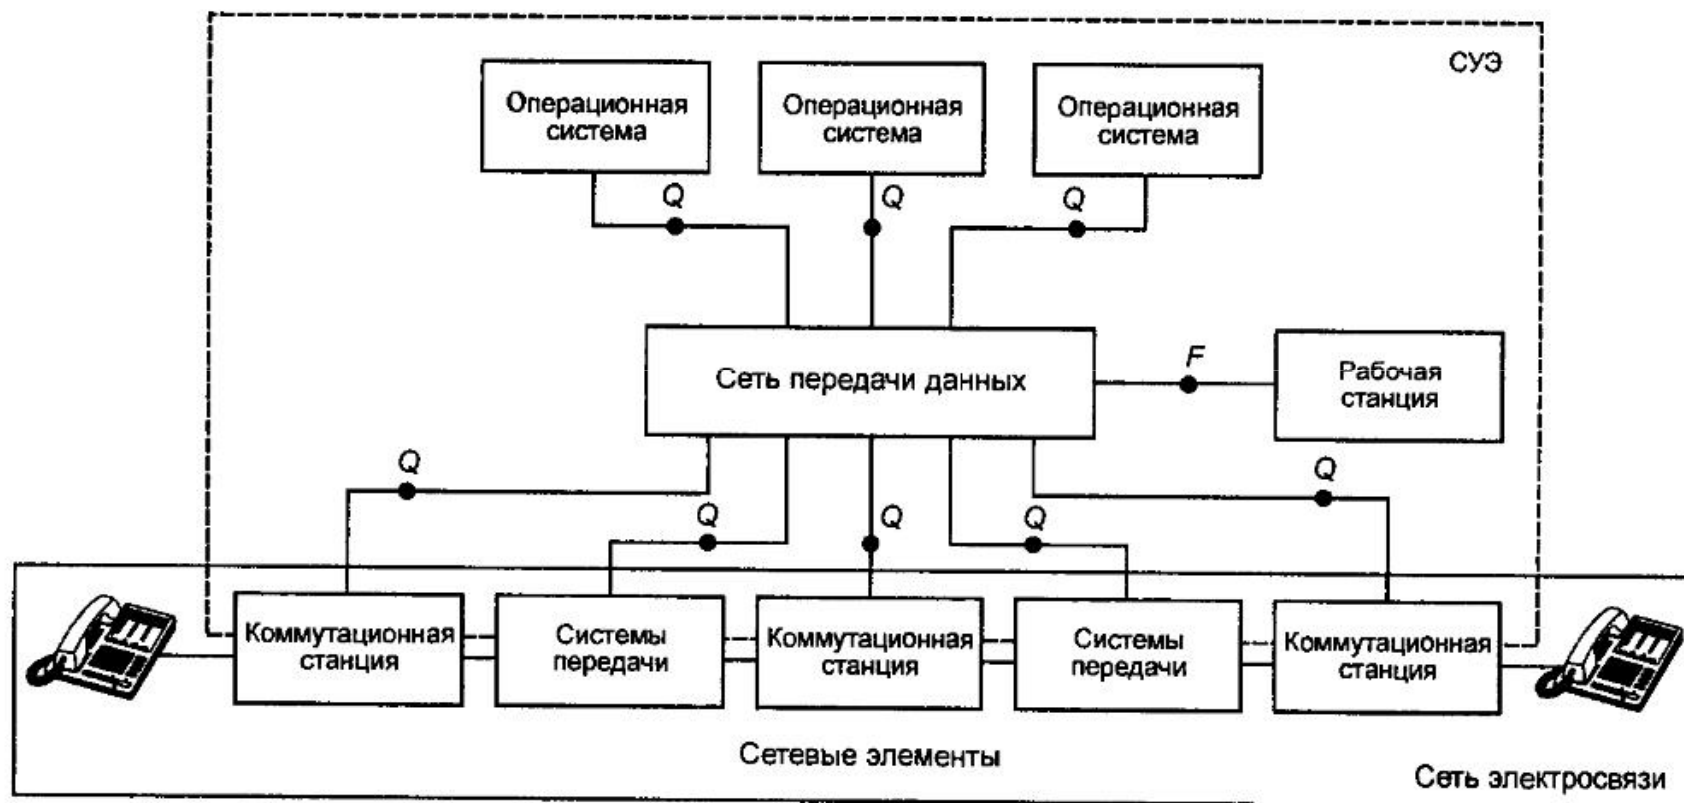 СУЭ
Операционная
система
Операционная
система
Операционная
система
Q
Q
Q
Сеть передачи данных
F
Рабочая
станция
Q
Q
Q
Q
Q
Коммутационная
станция
Системы
передачи
Коммутационная
станция
Системы
передачи
Коммутационная
станция
Сетевые элементы
Сеть электросвязи